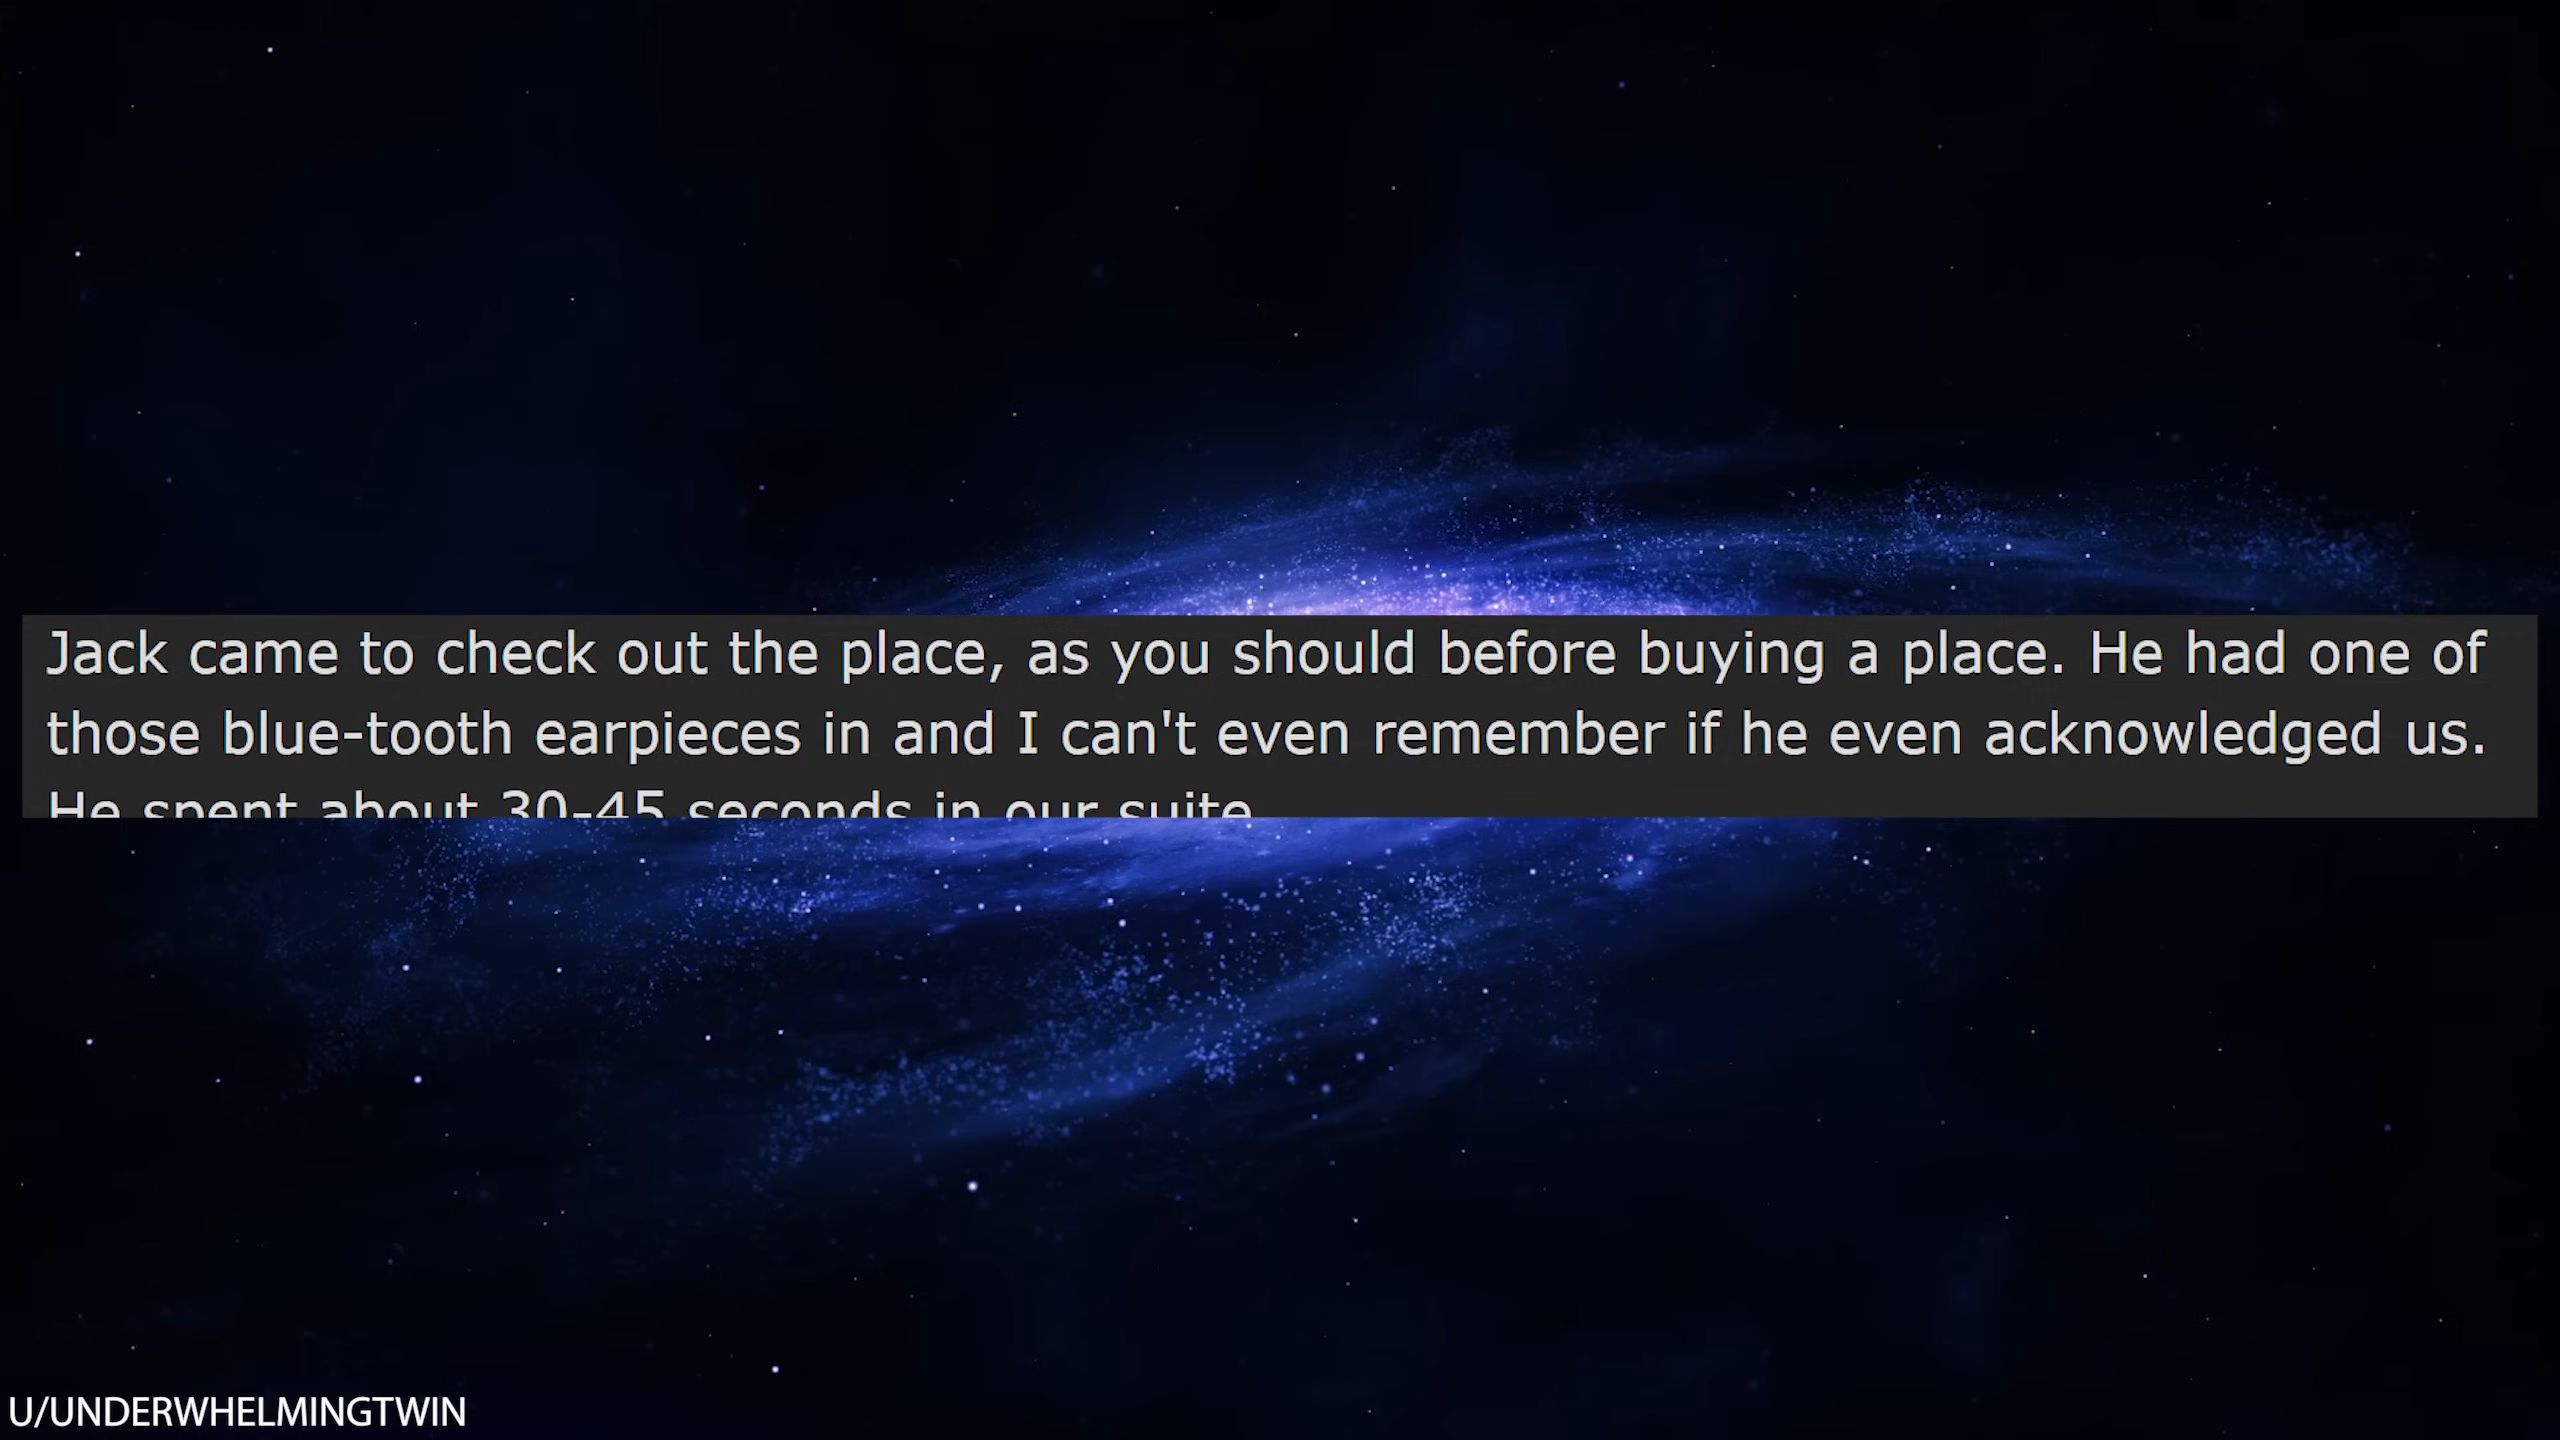 Jack came to check out the place, as you should before buying a place. He had one of
those blue-tooth earpieces in and I can't even remember if he even acknowledged us.
He spent about 30-45 seconds in our suite
U/UNDERWHELMINGTWIN